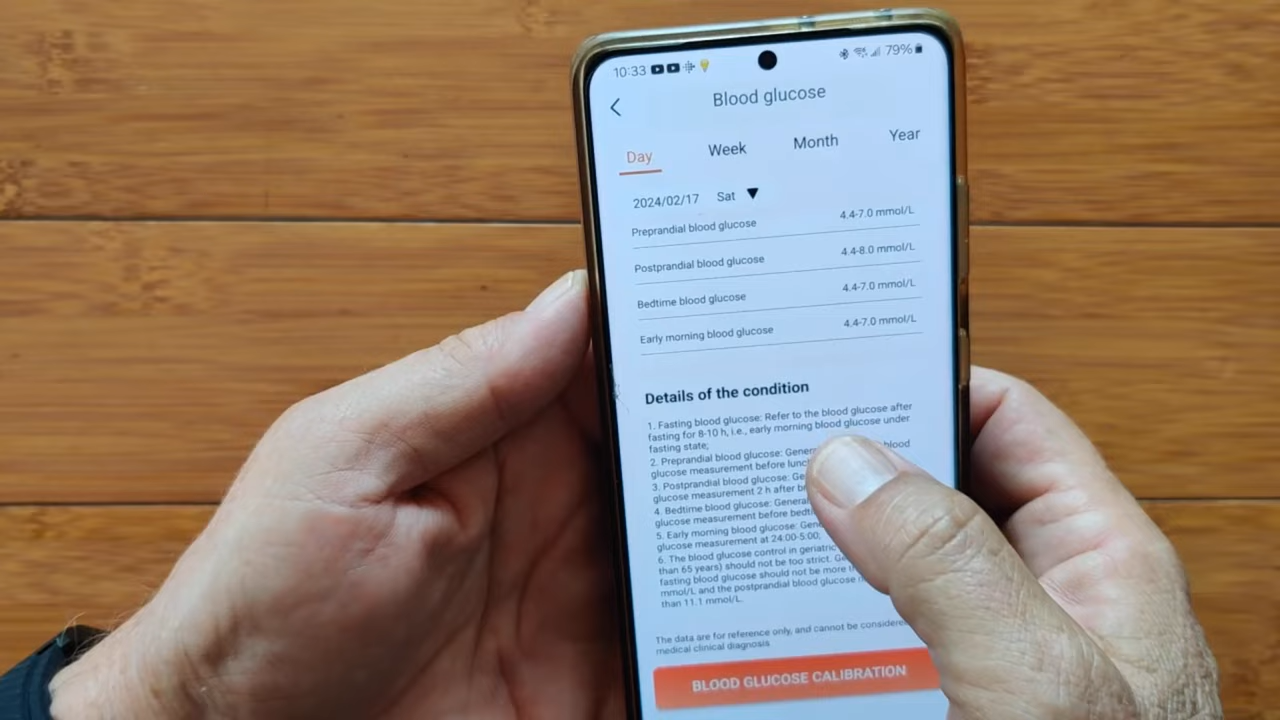 10:33 79%
Blood glucose
Day Week Month Year
2024/02/17 Sat
Preprandial blood glucose 4.4-7.0 mmol/L
Postprandial blood glucose 4.4-8.0 mmol/L
Bedtime blood glucose 4.4-7.0 mmol/L
Early morning blood glucose 4.4-7.0 mmol/L
Details of the condition
1. Fasting blood glucose: Refer to the blood glucose after
fasting for 8-10 h, i.e., early morning blood glucose under
fasting state;
2. Preprandial blood glucose: blood
glucose measurement before
3. Postprandial blood glucose:
glucose measurement 2 h after
4. Bedtime blood glucose:
glucose measurement before
5. Early morning blood glucose:
glucose measurement at 24:00-5:00;
6. The blood glucose control in geriatric
than 65 years) should not be too strict.
fasting blood glucose should not be more
mmol/L and the postprandial blood glucose
than 11.1 mmol/L.
The data are for reference only, and cannot be
medical clinical diagnosis
BLOOD GLUCOSE CALIBRATION